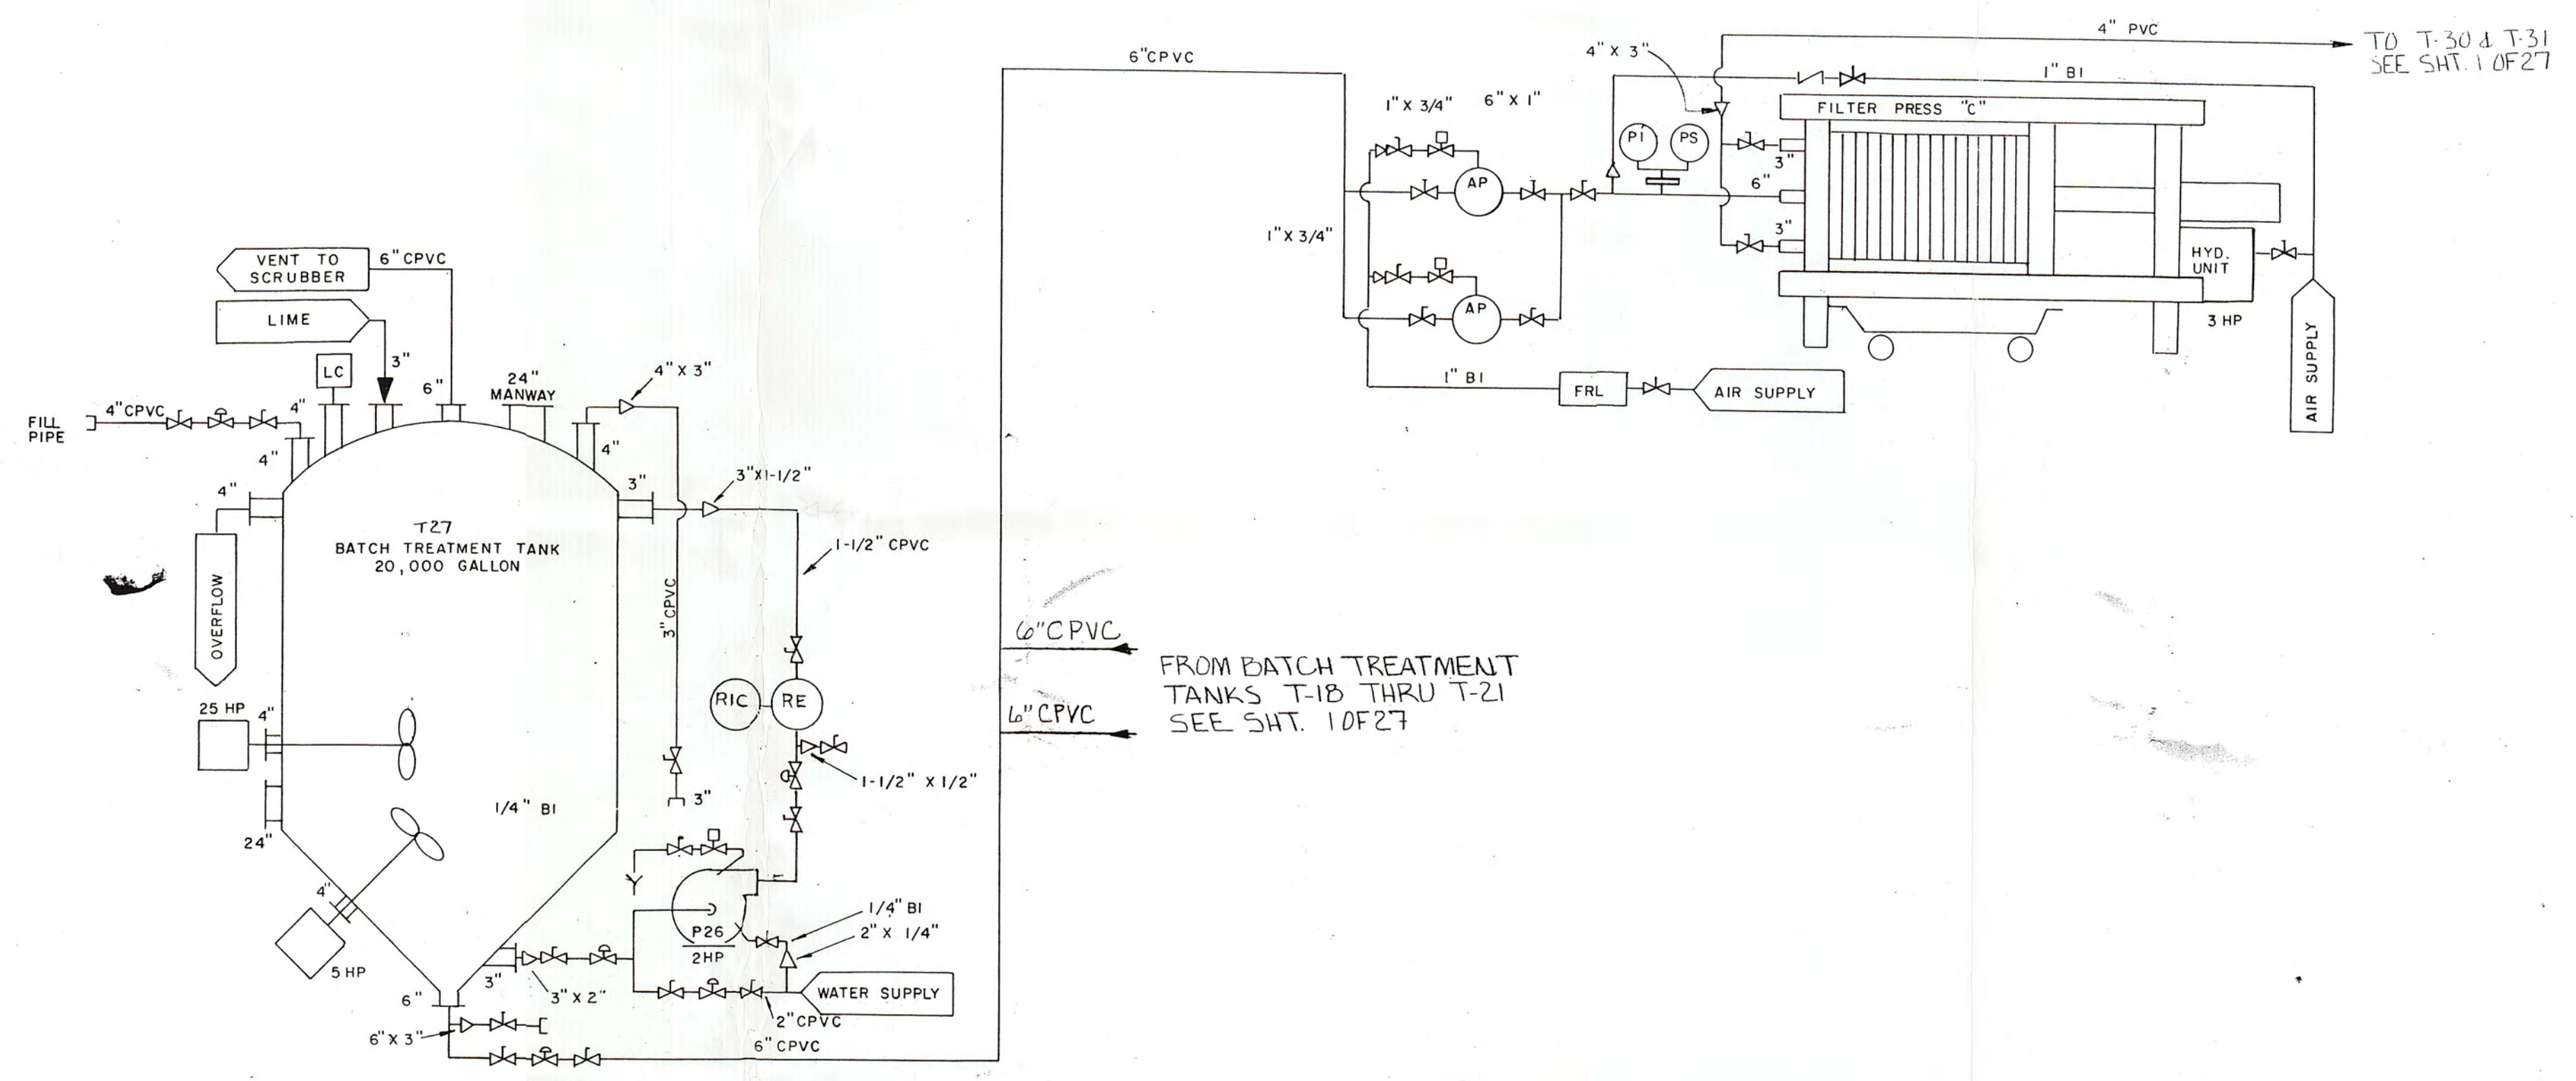 4" PVC
TO T-30 & T-31
SEE SHT. 1 OF 27
4" X 3"
6"CPVC
1" BI
1" X 3/4"
6" X 1"
FILTER PRESS "C"
PI
PS
3"
AP
6"
3"
1" X 3/4"
HYD.
UNIT
AP
3 HP
AIR SUPPLY
1" BI
FRL
AIR SUPPLY
VENT TO
SCRUBBER
6" CPVC
LIME
3"
LC
6"
24"
MANWAY
4" X 3"
FILL
PIPE
4"CPVC
4"
4"
4"
4"
3"
3"X1-1/2"
T27
BATCH TREATMENT TANK
20,000 GALLON
1-1/2" CPVC
OVERFLOW
3" CPVC
6"CPVC
FROM BATCH TREATMENT
TANKS T-18 THRU T-21
SEE SHT. 1 OF 27
6"CPVC
RIC
RE
25 HP
4"
1-1/2" X 1/2"
3"
1/4" BI
24"
4"
5 HP
P26
2HP
1/4" BI
2" X 1/4"
3"
3" X 2"
WATER SUPPLY
2"CPVC
6"
6" X 3"
6" CPVC